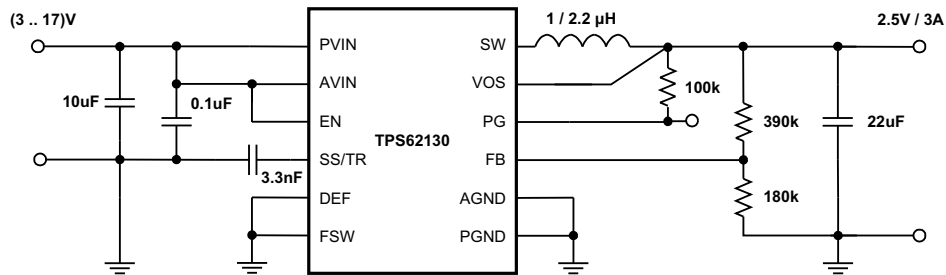 (3 .. 17)V
1 / 2.2 µH
2.5V / 3A
PVIN
SW
AVIN
VOS
100k
10uF
0.1uF
EN
PG
TPS62130
390k
22uF
SS/TR
FB
3.3nF
DEF
AGND
180k
FSW
PGND